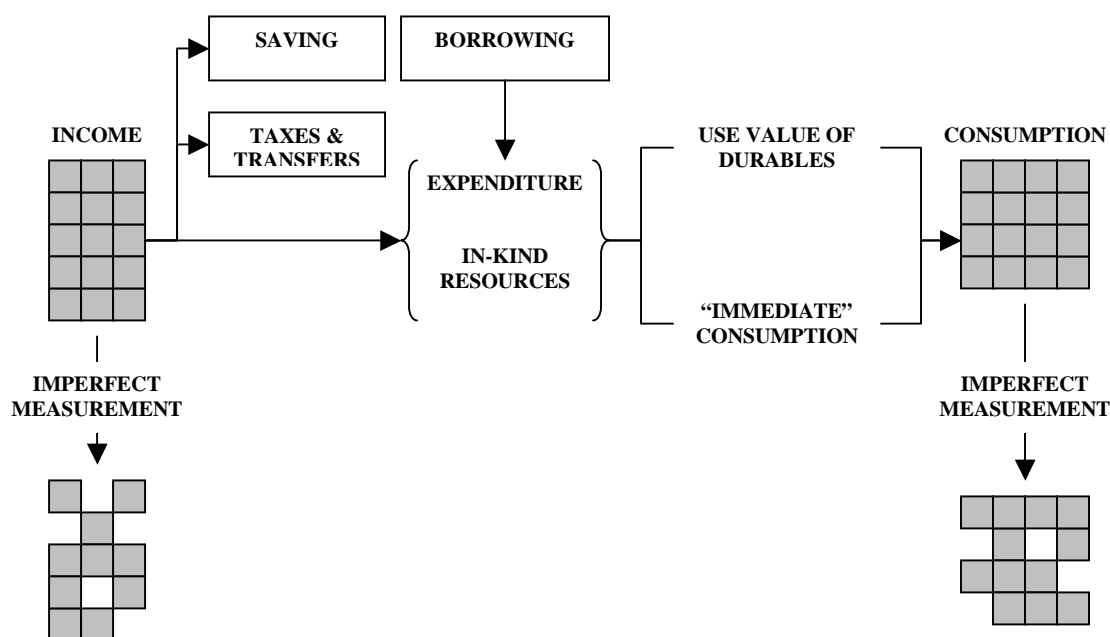 SAVING
BORROWING
INCOME
TAXES &
TRANSFERS
USE VALUE OF
DURABLES
CONSUMPTION
EXPENDITURE
IN-KIND
RESOURCES
“IMMEDIATE”
CONSUMPTION
IMPERFECT
MEASUREMENT
IMPERFECT
MEASUREMENT